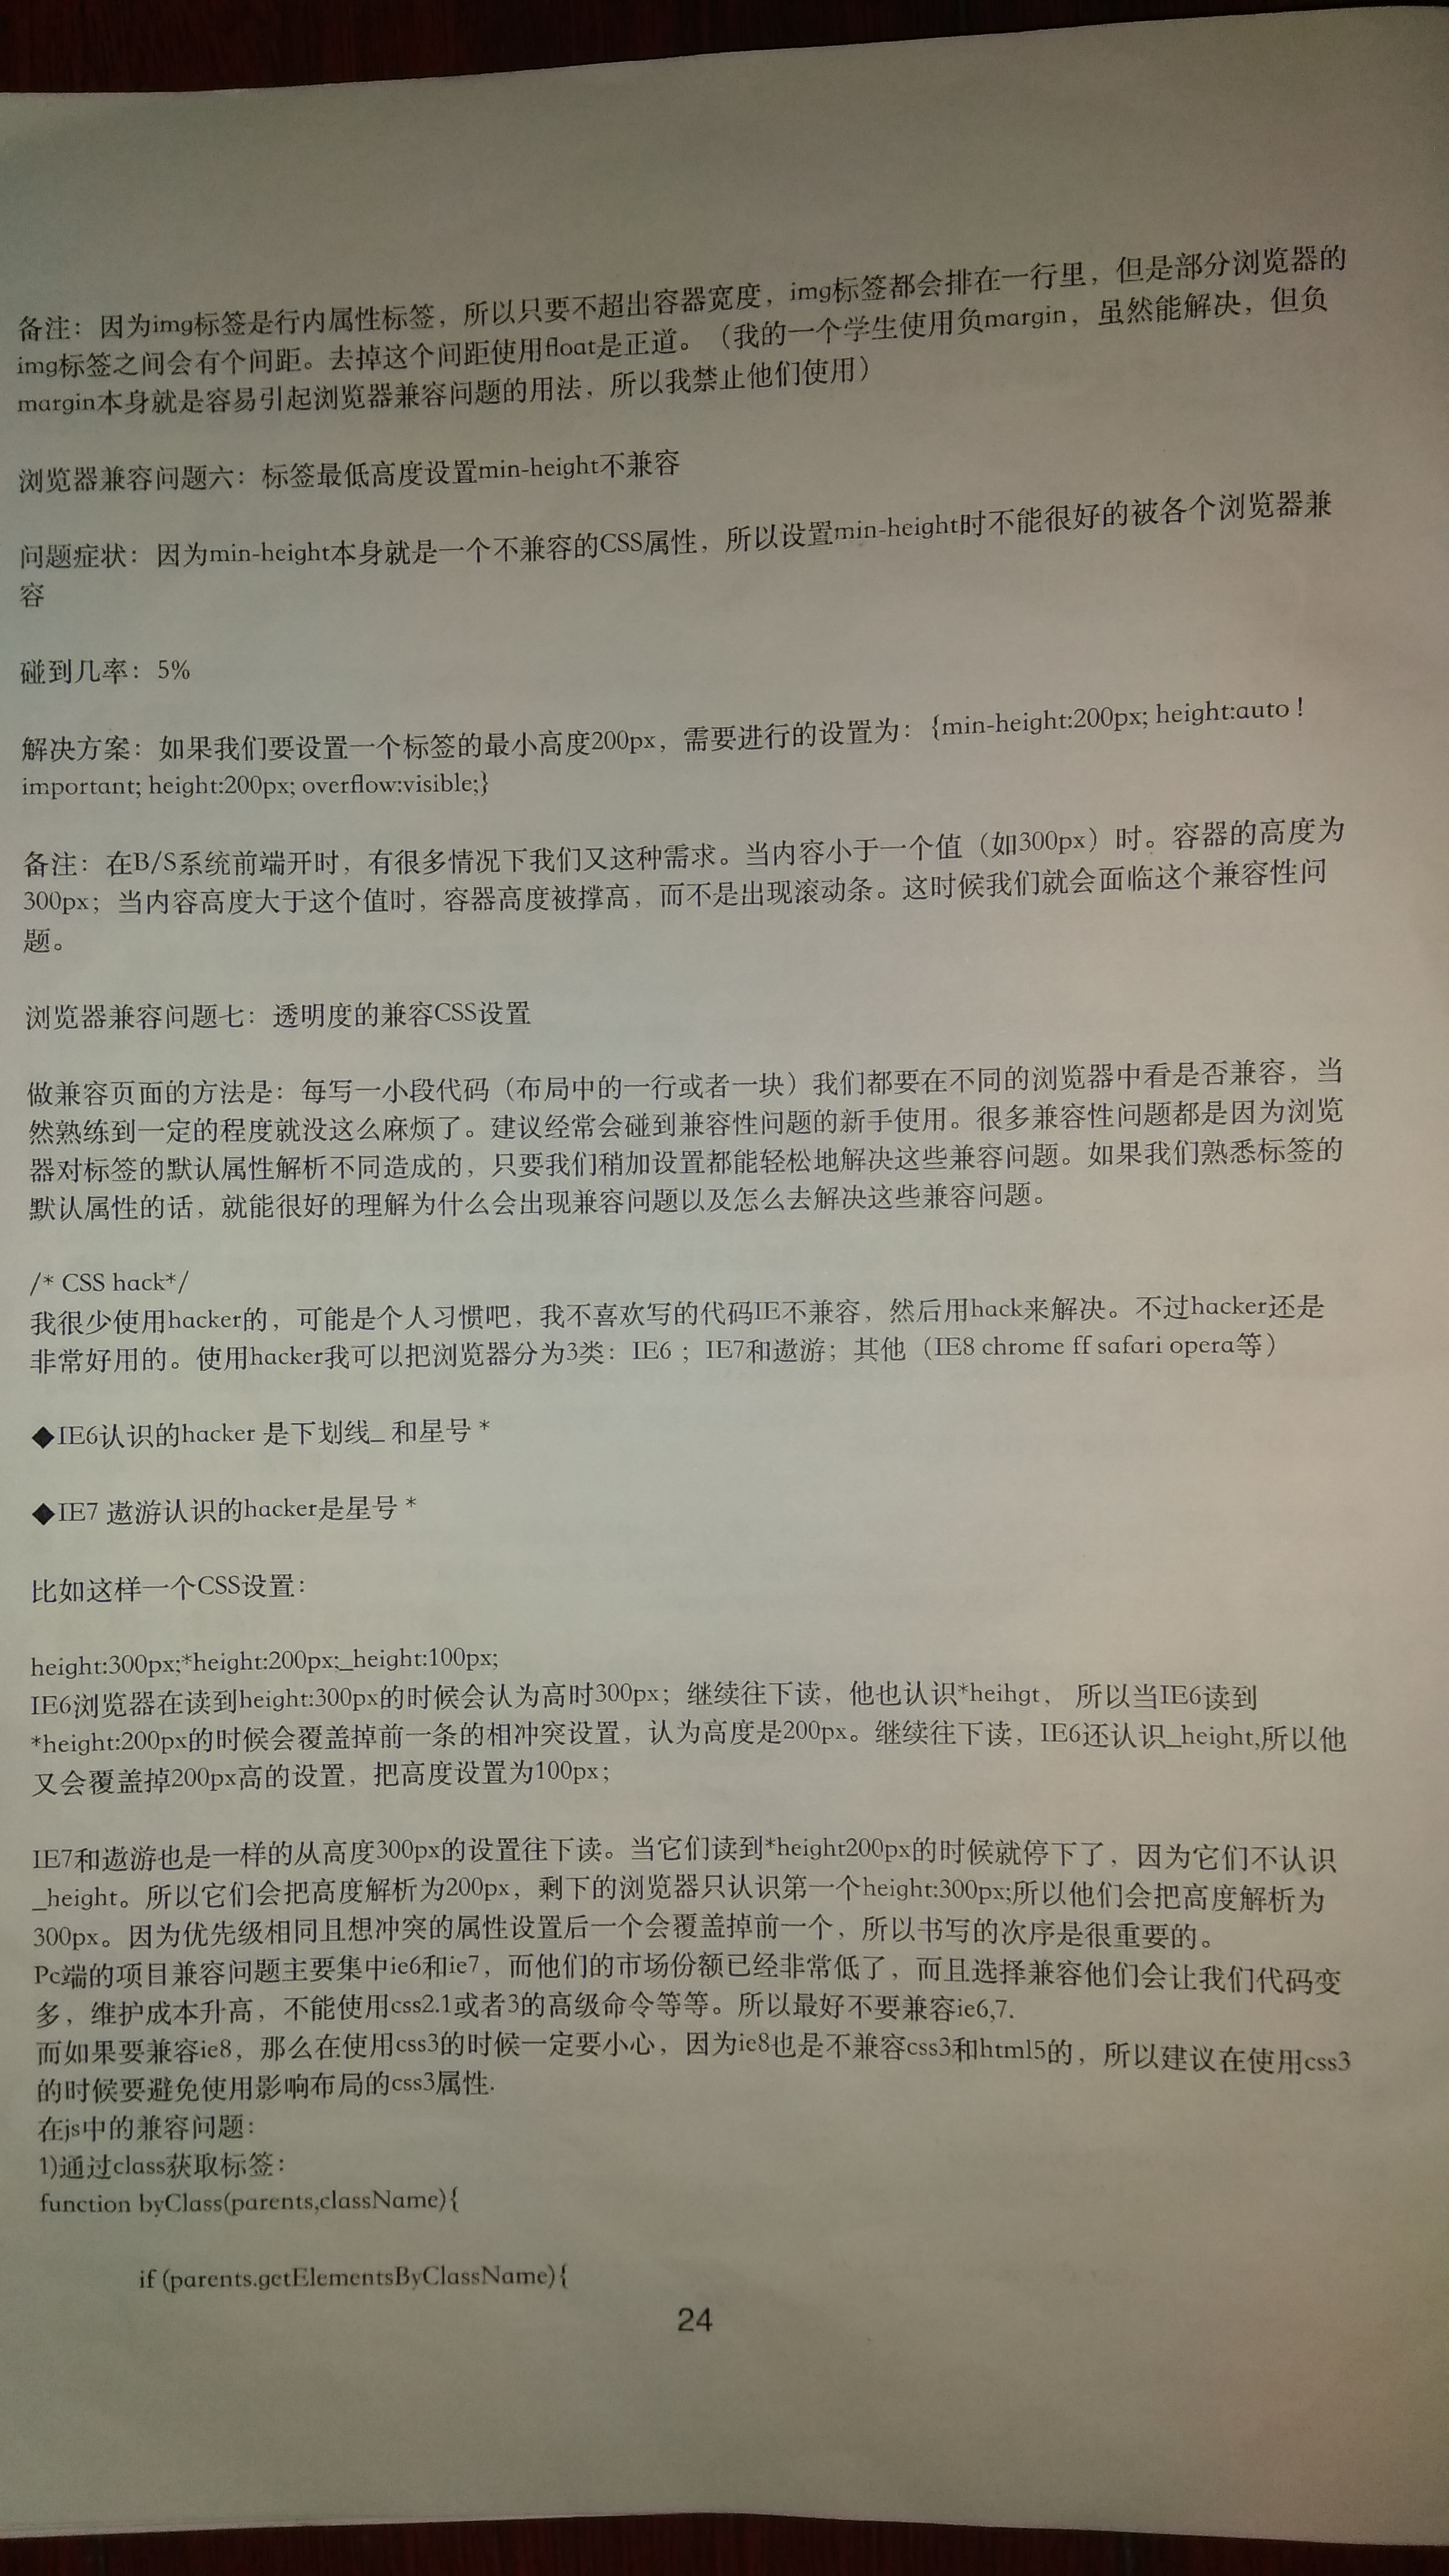 备注：因为img标签是行内属性标签，所以只要不超出容器宽度，img标签都会排在一行里，但是部分浏览器的
img标签之间会有个间距。去掉这个间距使用float是正道。（我的一个学生使用负margin，虽然能解决，但负
margin本身就是容易引起浏览器兼容问题的用法，所以我禁止他们使用）
浏览器兼容问题六：标签最低高度设置min-height不兼容
问题症状：因为min-height本身就是一个不兼容的CSS属性，所以设置min-height时不能很好的被各个浏览器兼
容
碰到几率：5%
解决方案：如果我们要设置一个标签的最小高度200px，需要进行的设置为：{min-height:200px; height:auto !
important; height:200px; overflow:visible;}
备注：在B/S系统前端开时，有很多情况下我们又这种需求。当内容小于一个值（如300px）时。容器的高度为
300px；当内容高度大于这个值时，容器高度被撑高，而不是出现滚动条。这时候我们就会面临这个兼容性问
题。
浏览器兼容问题七：透明度的兼容CSS设置
做兼容页面的方法是：每写一小段代码（布局中的一行或者一块）我们都要在不同的浏览器中看是否兼容，当
然熟练到一定的程度就没这么麻烦了。建议经常会碰到兼容性问题的新手使用。很多兼容性问题都是因为浏览
器对标签的默认属性解析不同造成的，只要我们稍加设置都能轻松地解决这些兼容问题。如果我们熟悉标签的
默认属性的话，就能很好的理解为什么会出现兼容问题以及怎么去解决这些兼容问题。
/* CSS hack*/
我很少使用hacker的，可能是个人习惯吧，我不喜欢写的代码IE不兼容，然后用hack来解决。不过hacker还是
非常好用的。使用hacker我可以把浏览器分为3类：IE6 ；IE7和遨游；其他（IE8 chrome ff safari opera等）
◆IE6认识的hacker 是下划线_ 和星号 *
◆IE7 遨游认识的hacker是星号 *
比如这样一个CSS设置：
height:300px;*height:200px;_height:100px;
IE6浏览器在读到height:300px的时候会认为高时300px；继续往下读，他也认识*heihgt， 所以当IE6读到
*height:200px的时候会覆盖掉前一条的相冲突设置，认为高度是200px。继续往下读，IE6还认识_height,所以他
又会覆盖掉200px高的设置，把高度设置为100px；
IE7和遨游也是一样的从高度300px的设置往下读。当它们读到*height200px的时候就停下了，因为它们不认识
_height。所以它们会把高度解析为200px，剩下的浏览器只认识第一个height:300px;所以他们会把高度解析为
300px。因为优先级相同且想冲突的属性设置后一个会覆盖掉前一个，所以书写的次序是很重要的。
Pc端的项目兼容问题主要集中ie6和ie7，而他们的市场份额已经非常低了，而且选择兼容他们会让我们代码变
多，维护成本升高，不能使用css2.1或者3的高级命令等等。所以最好不要兼容ie6,7.
而如果要兼容ie8，那么在使用css3的时候一定要小心，因为ie8也是不兼容css3和html5的，所以建议在使用css3
的时候要避免使用影响布局的css3属性.
在js中的兼容问题：
1)通过class获取标签：
function byClass(parents,className){
if (parents.getElementsByClassName){
24